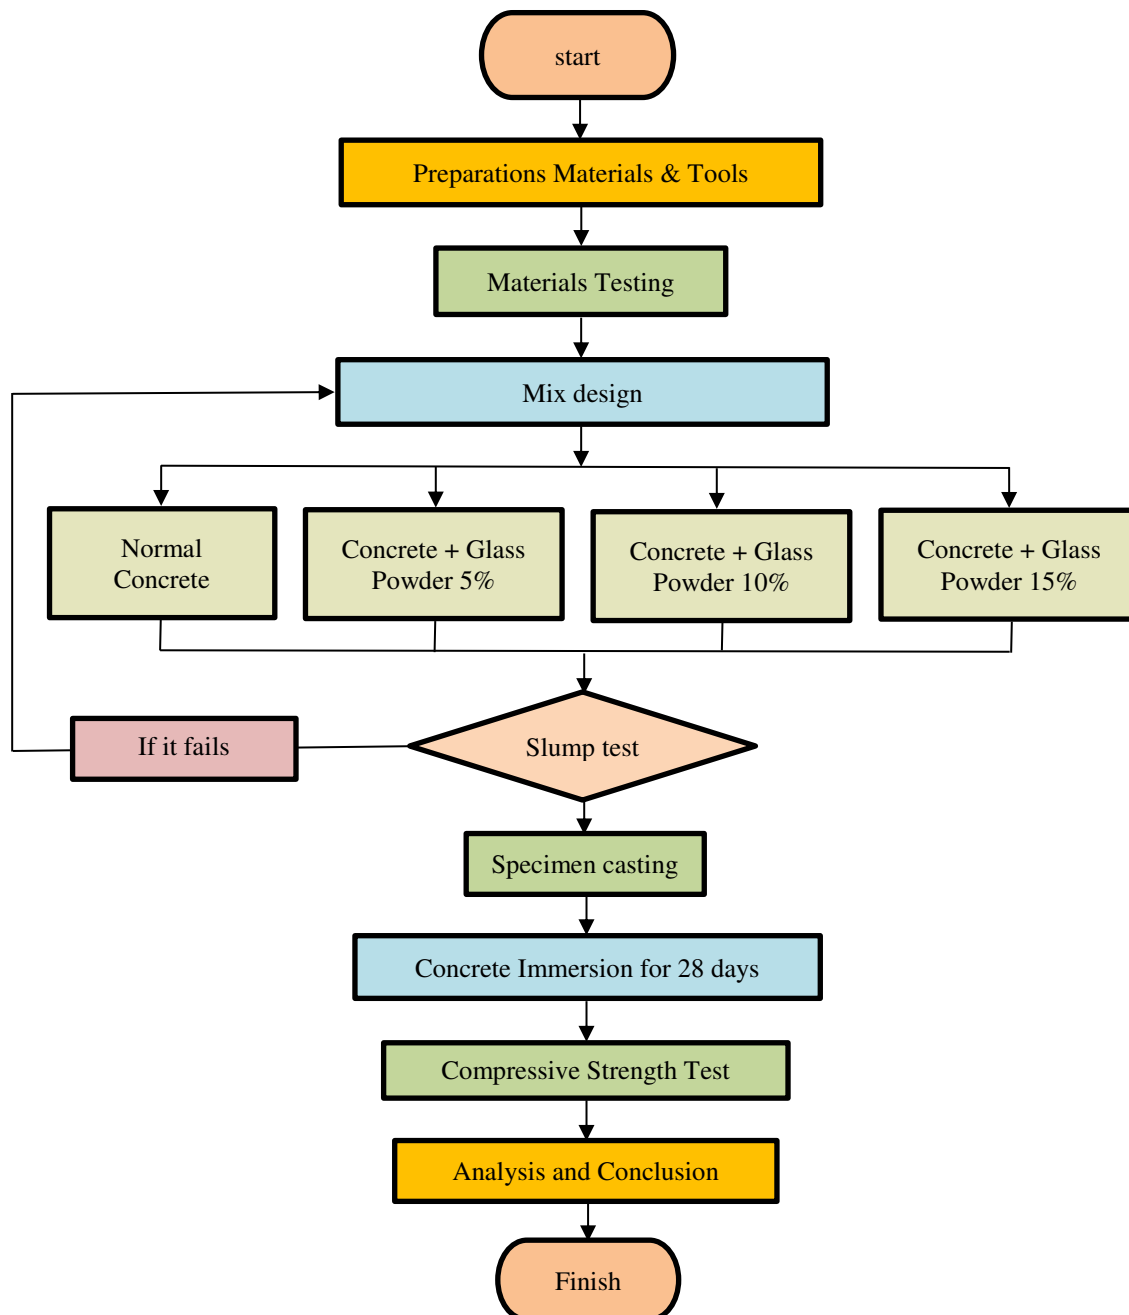 start
Preparations Materials & Tools
Materials Testing
Mix design
Normal
Concrete
Concrete + Glass
Powder 5%
Concrete + Glass
Powder 10%
Concrete + Glass
Powder 15%
If it fails
Slump test
Specimen casting
Concrete Immersion for 28 days
Compressive Strength Test
Analysis and Conclusion
Finish